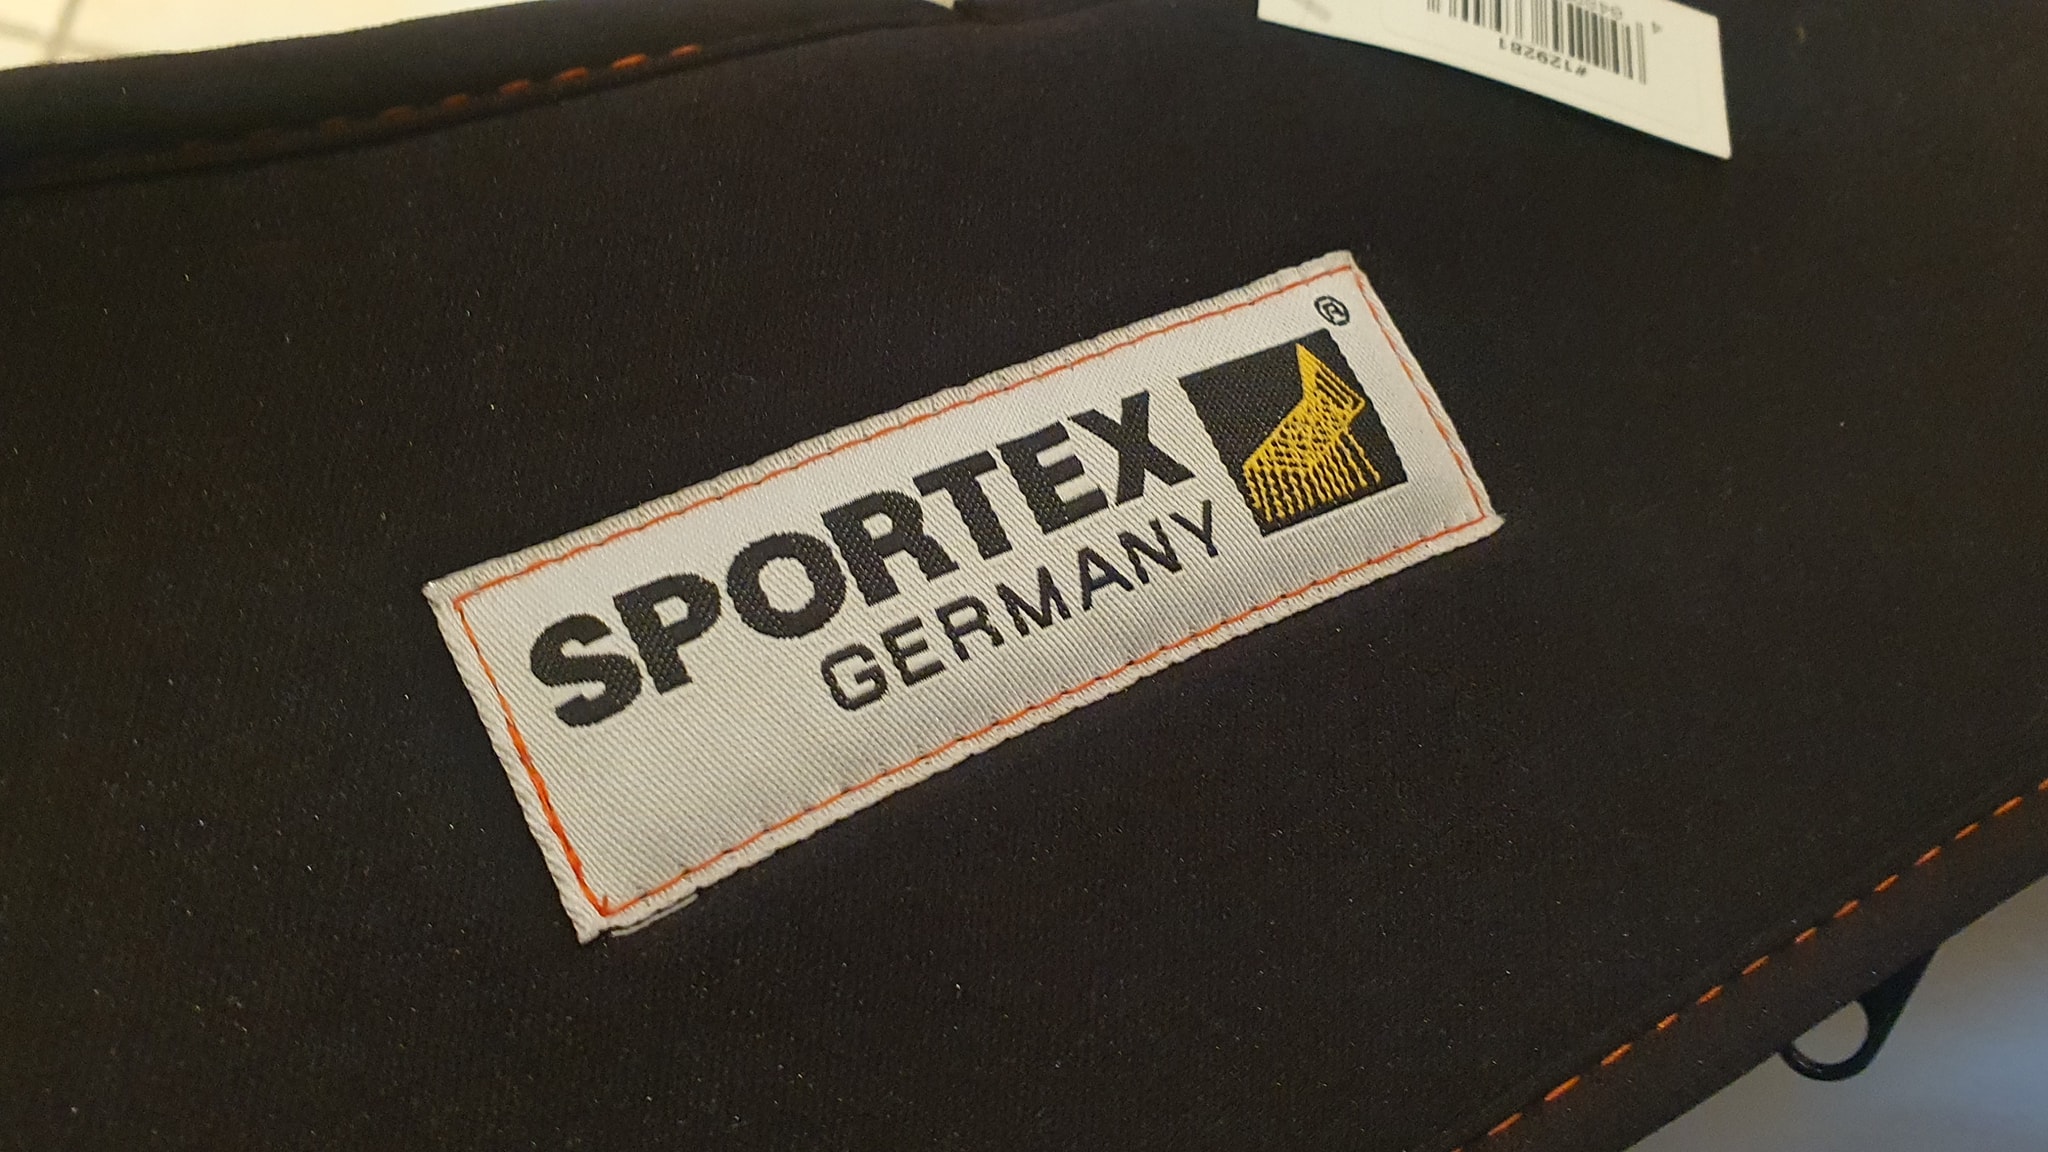 #129281
SPORTEX
GERMANY
®